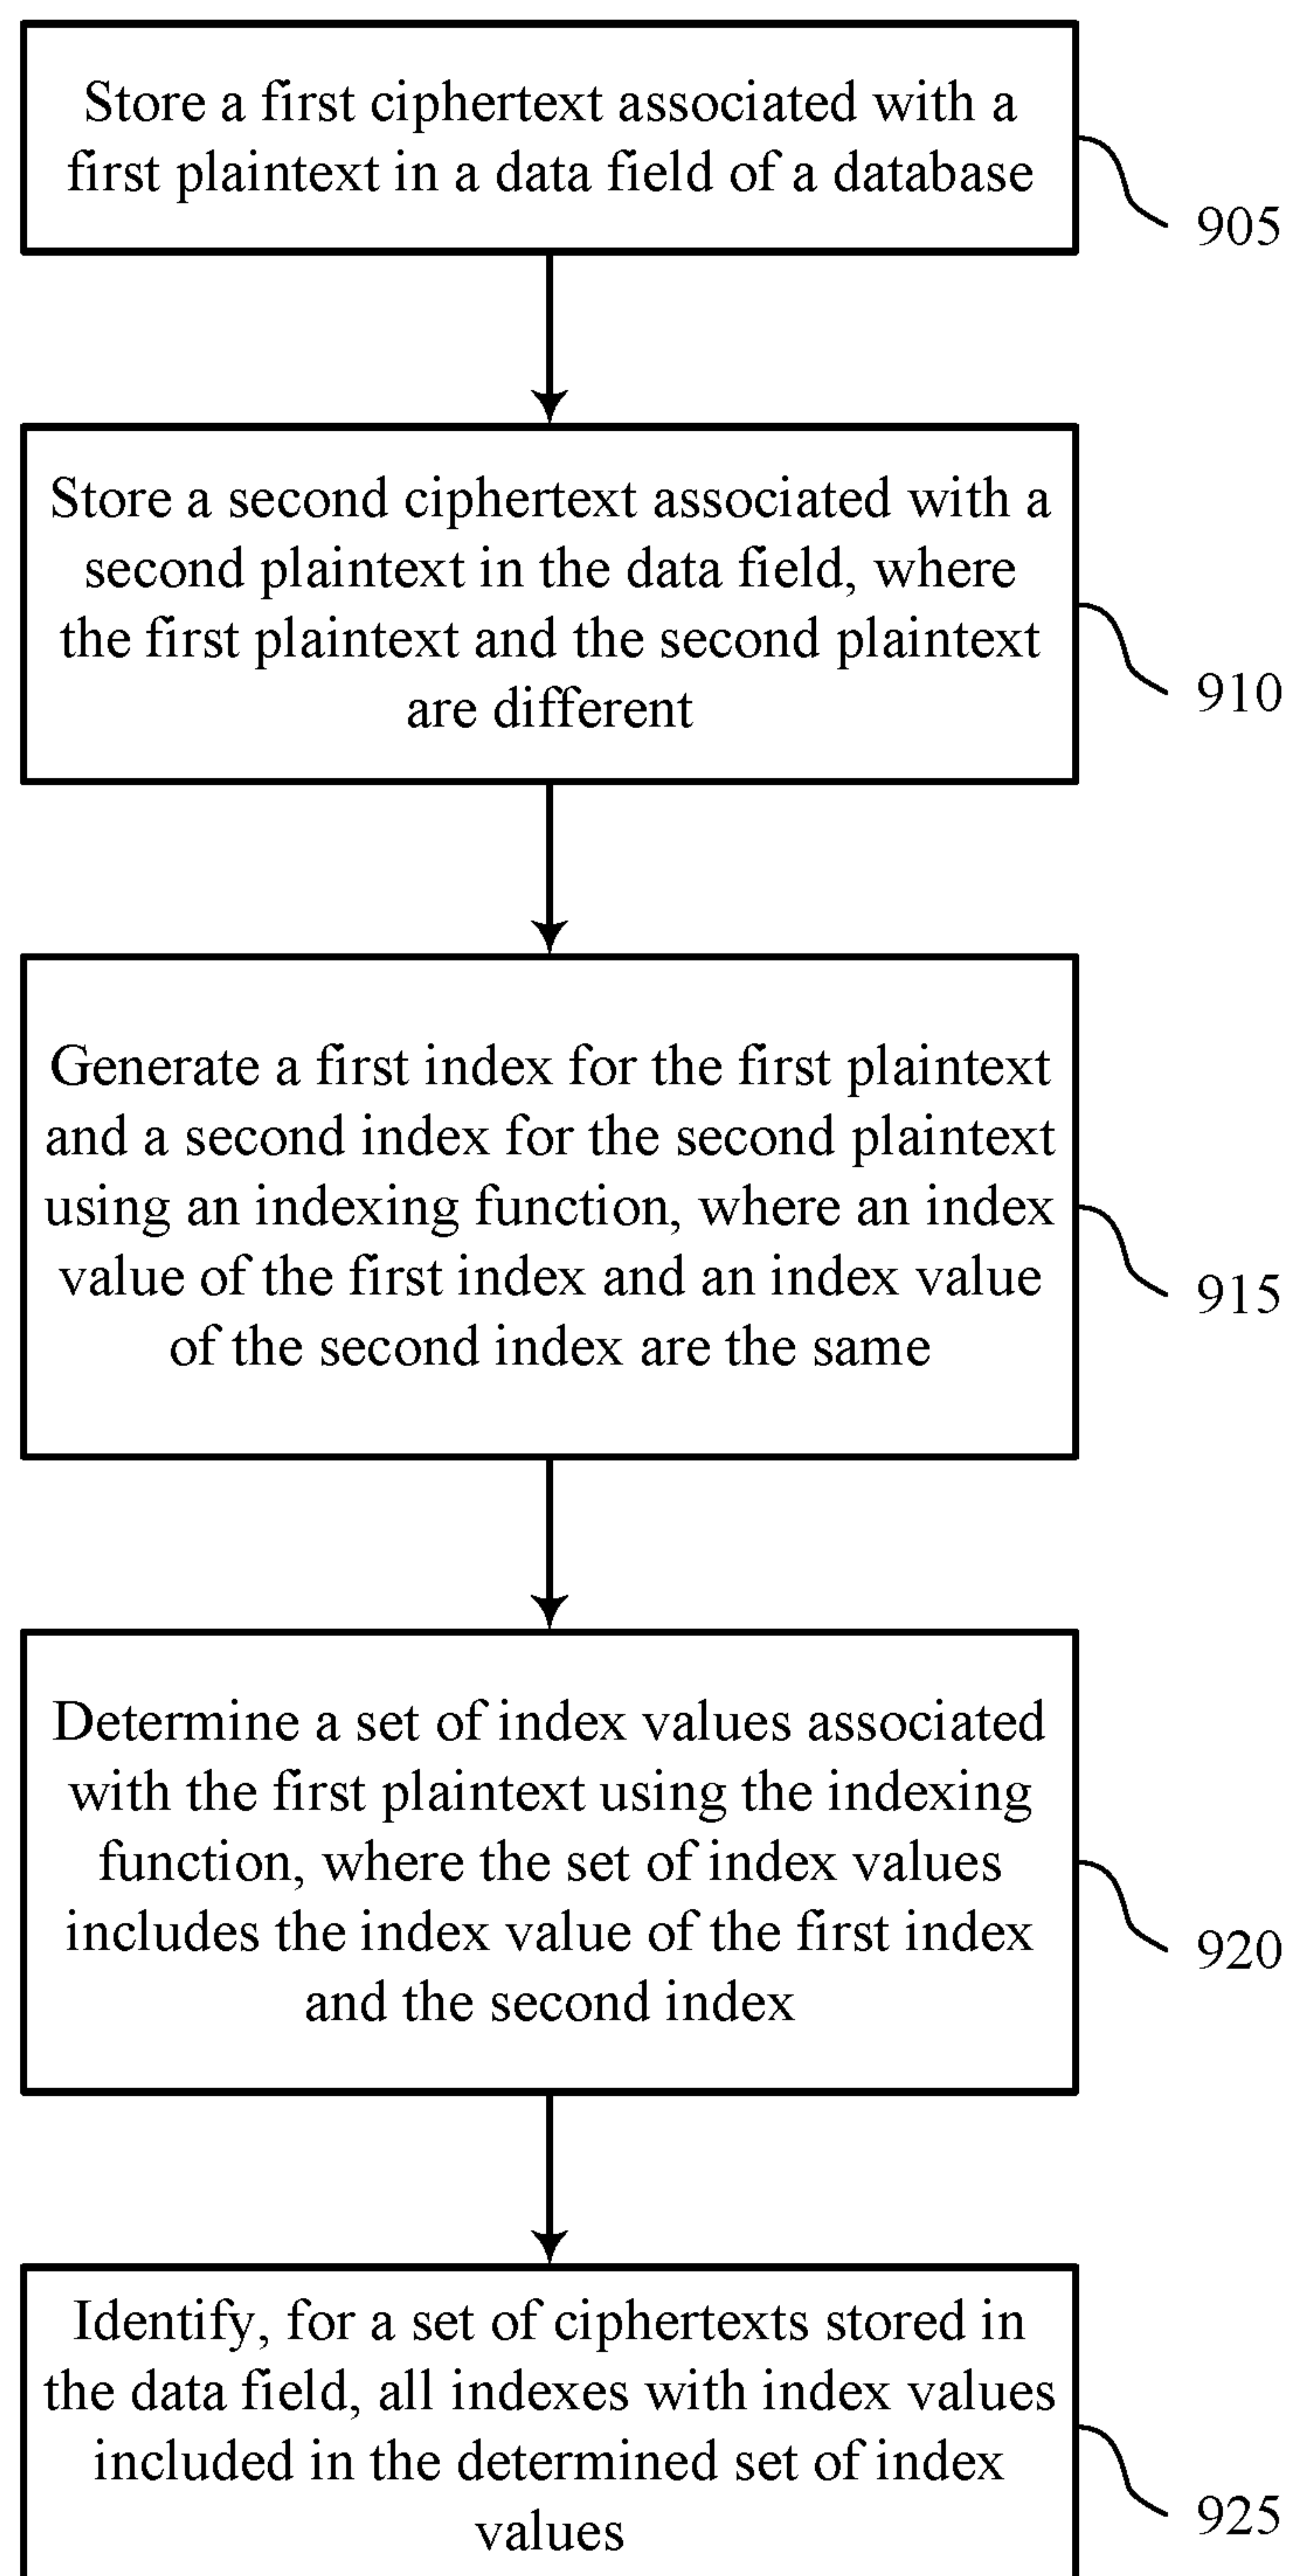 Store a first ciphertext associated with a
first plaintext in a data field of a database
905
Store a second ciphertext associated with a
second plaintext in the data field, where
the first plaintext and the second plaintext
are different
910
Generate a first index for the first plaintext
and a second index for the second plaintext
using an indexing function, where an index
value of the first index and an index value
of the second index are the same
915
Determine a set of index values associated
with the first plaintext using the indexing
function, where the set of index values
includes the index value of the first index
and the second index
920
Identify, for a set of ciphertexts stored in
the data field, all indexes with index values
included in the determined set of index
values
925